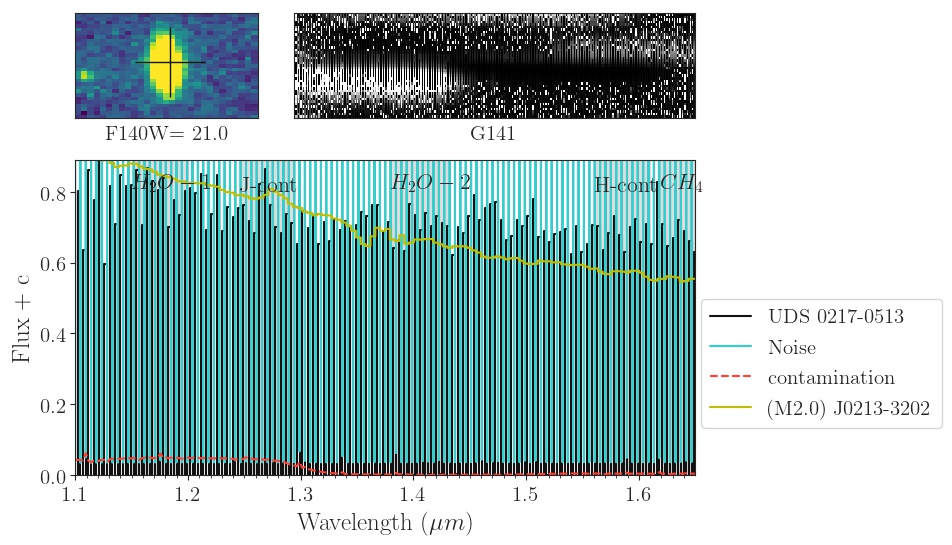 F140W= 21.0
G141
H₂O − 1
J-cont
H₂O − 2
H-cont
CH₄
0.8
0.6
0.4
0.2
0.0
Flux + c
1.1
1.2
1.3
1.4
1.5
1.6
Wavelength (μm)
UDS 0217-0513
Noise
contamination
(M2.0) J0213-3202